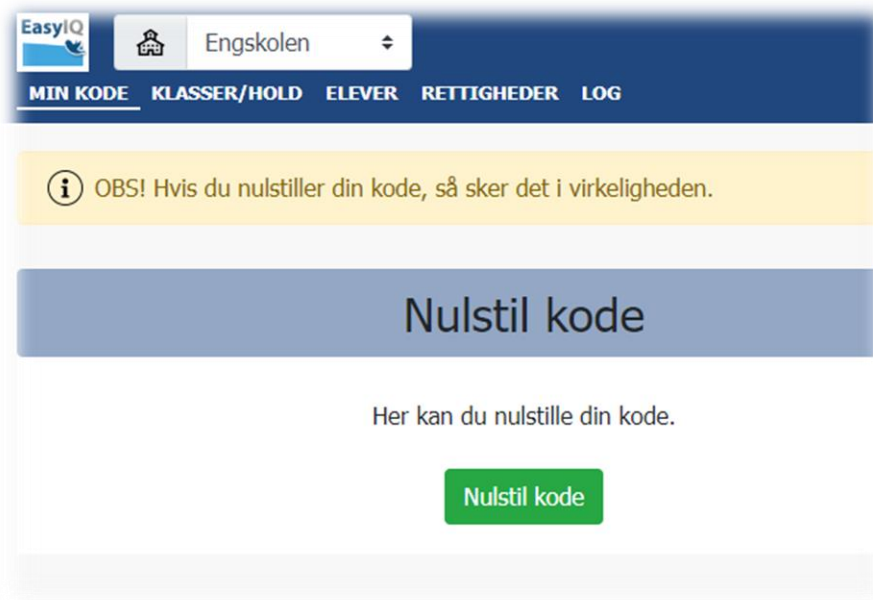 EasyIQ
Engskolen
MIN KODE KLASSER/HOLD ELEVER RETTIGHEDER LOG
OBS! Hvis du nulstiller din kode, så sker det i virkeligheden.
Nulstil kode
Her kan du nulstille din kode.
Nulstil kode